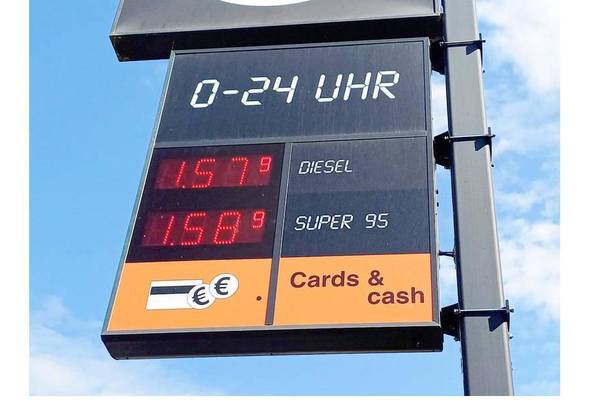 0-24 UHR
1.57⁹ DIESEL
1.58⁹ SUPER 95
€ € Cards &
cash